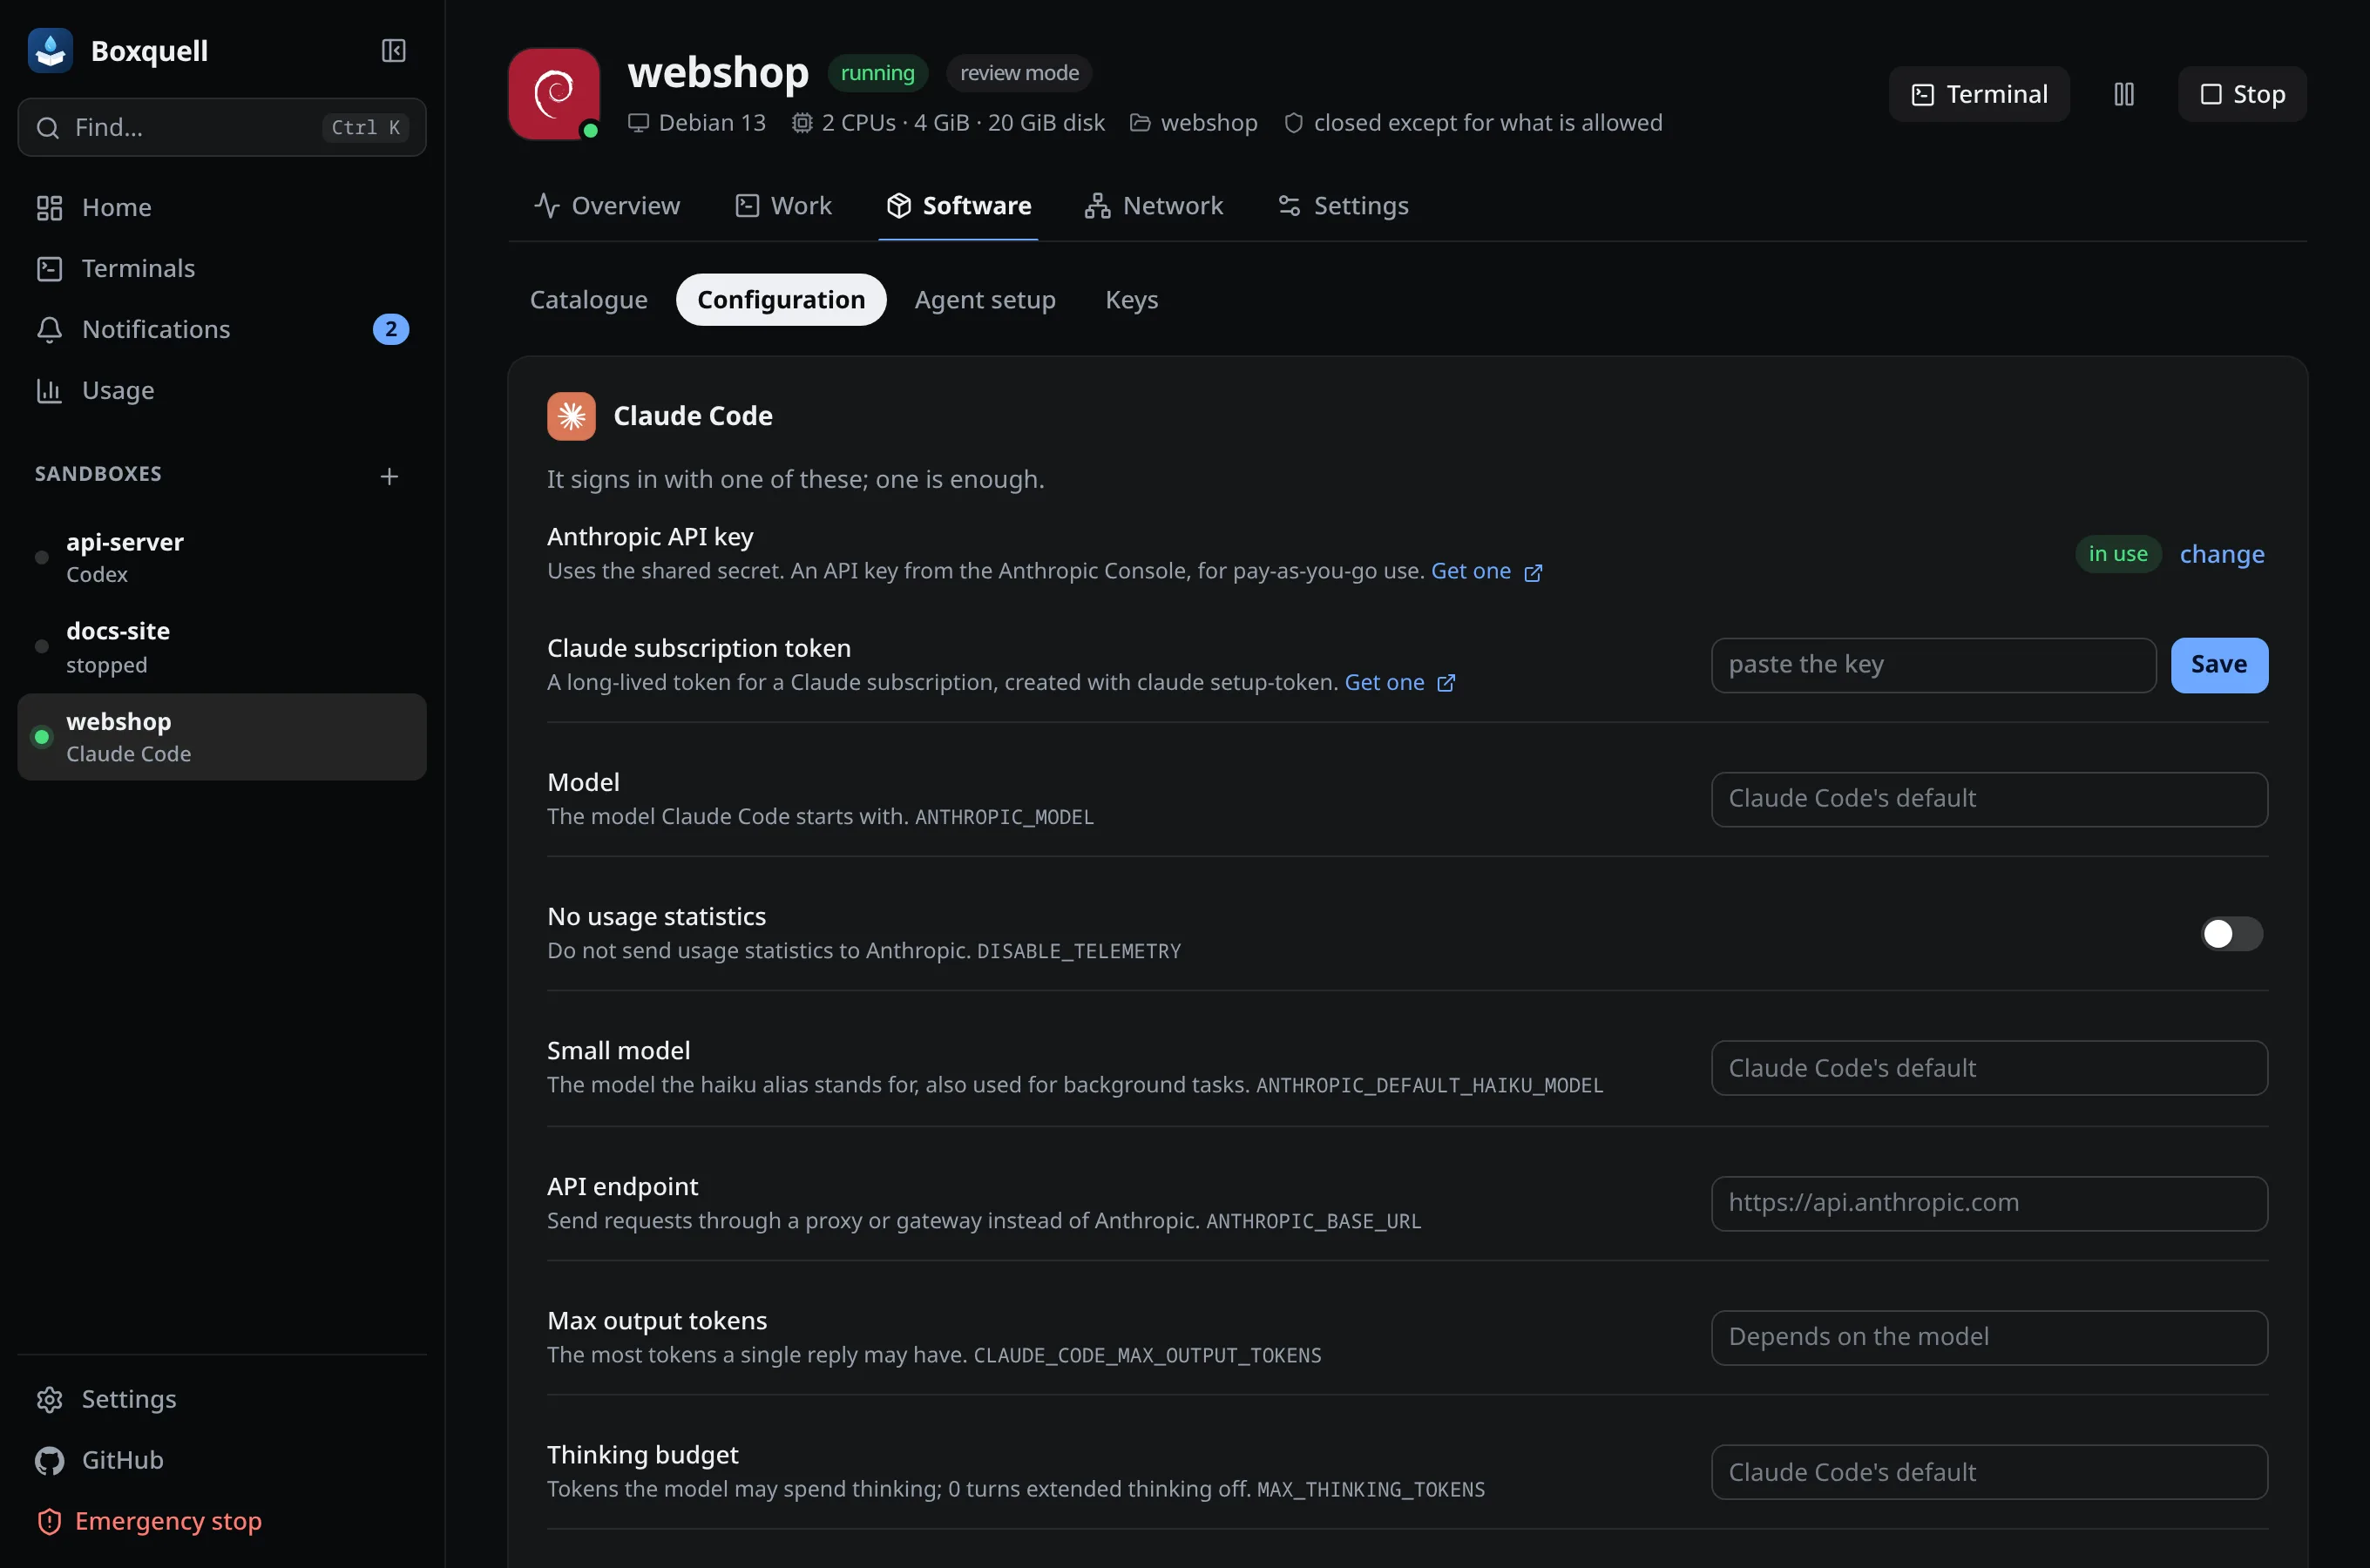 Boxquell
Find...
Ctrl K
Home
Terminals
Notifications
2
Usage
SANDBOXES
api-server
Codex
docs-site
stopped
webshop
Claude Code
Settings
GitHub
Emergency stop
webshop
running
review mode
Debian 13
2 CPUs · 4 GiB · 20 GiB disk
webshop
closed except for what is allowed
Terminal
Stop
Overview
Work
Software
Network
Settings
Catalogue
Configuration
Agent setup
Keys
Claude Code
It signs in with one of these; one is enough.
Anthropic API key
Uses the shared secret. An API key from the Anthropic Console, for pay-as-you-go use. Get one
in use
change
Claude subscription token
A long-lived token for a Claude subscription, created with claude setup-token. Get one
paste the key
Save
Model
The model Claude Code starts with. ANTHROPIC_MODEL
Claude Code's default
No usage statistics
Do not send usage statistics to Anthropic. DISABLE_TELEMETRY
Small model
The model the haiku alias stands for, also used for background tasks. ANTHROPIC_DEFAULT_HAIKU_MODEL
Claude Code's default
API endpoint
Send requests through a proxy or gateway instead of Anthropic. ANTHROPIC_BASE_URL
https://api.anthropic.com
Max output tokens
The most tokens a single reply may have. CLAUDE_CODE_MAX_OUTPUT_TOKENS
Depends on the model
Thinking budget
Tokens the model may spend thinking; 0 turns extended thinking off. MAX_THINKING_TOKENS
Claude Code's default